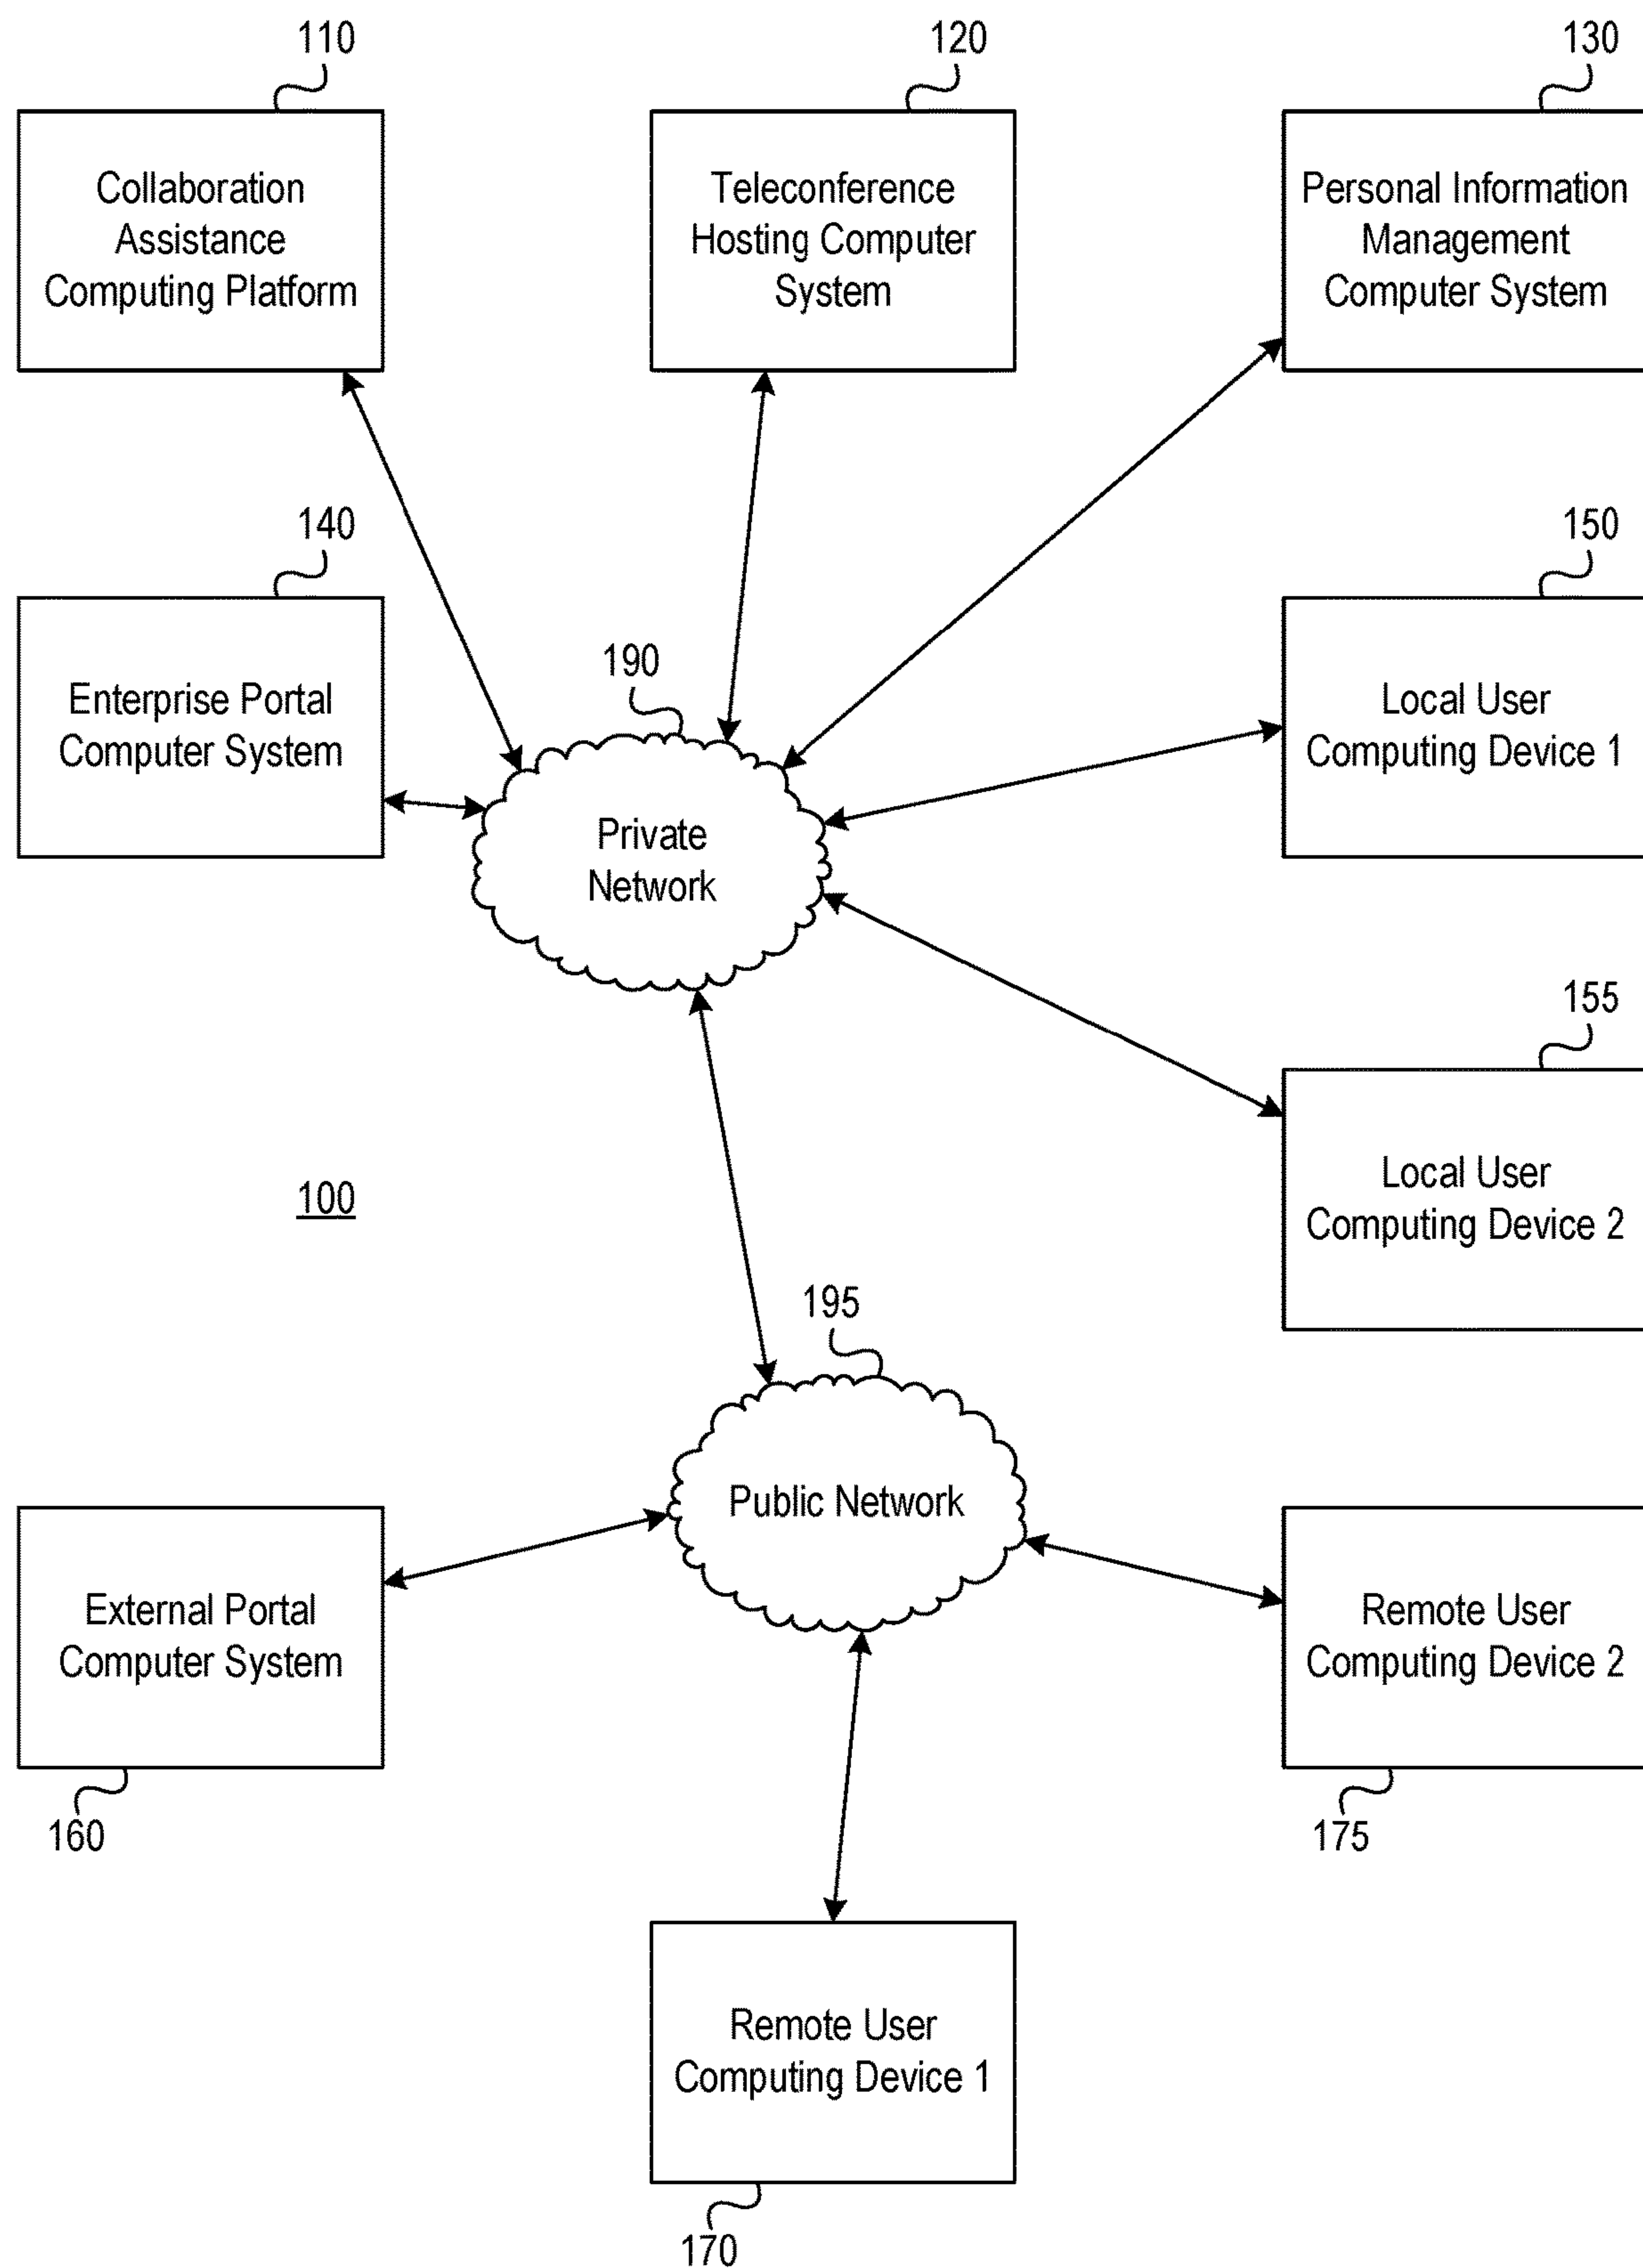 110
120
130
Collaboration
Assistance
Computing Platform
Teleconference
Hosting Computer
System
Personal Information
Management
Computer System
140
150
190
Enterprise Portal
Computer System
Local User
Computing Device 1
Private
Network
155
100
Local User
Computing Device 2
195
Public Network
External Portal
Computer System
Remote User
Computing Device 2
160
175
Remote User
Computing Device 1
170